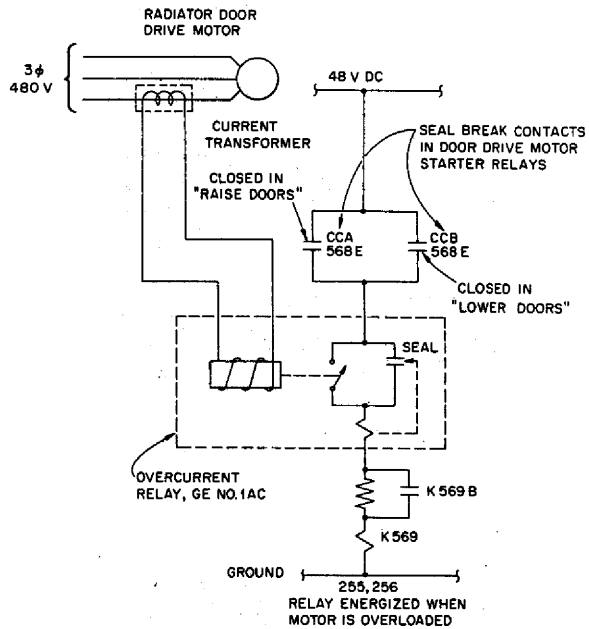 RADIATOR DOOR
DRIVE MOTOR
3ϕ
480 V
48 V DC
CURRENT
TRANSFORMER
SEAL BREAK CONTACTS
IN DOOR DRIVE MOTOR
STARTER RELAYS
CLOSED IN
"RAISE DOORS"
CCA
568 E
CCB
568 E
CLOSED IN
"LOWER DOORS"
SEAL
OVERCURRENT
RELAY, GE NO. 1AC
K 569 B
K 569
GROUND
255, 256
RELAY ENERGIZED WHEN
MOTOR IS OVERLOADED